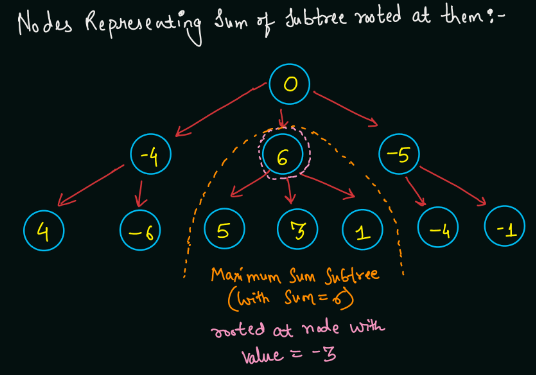 Nodes Representing Sum of Subtree rooted at them:-
0
-4 6 -5
4 -6 5 3 1 -4 -1
Maximum Sum Subtree
(with Sum = 6)
rooted at node with
value = -3